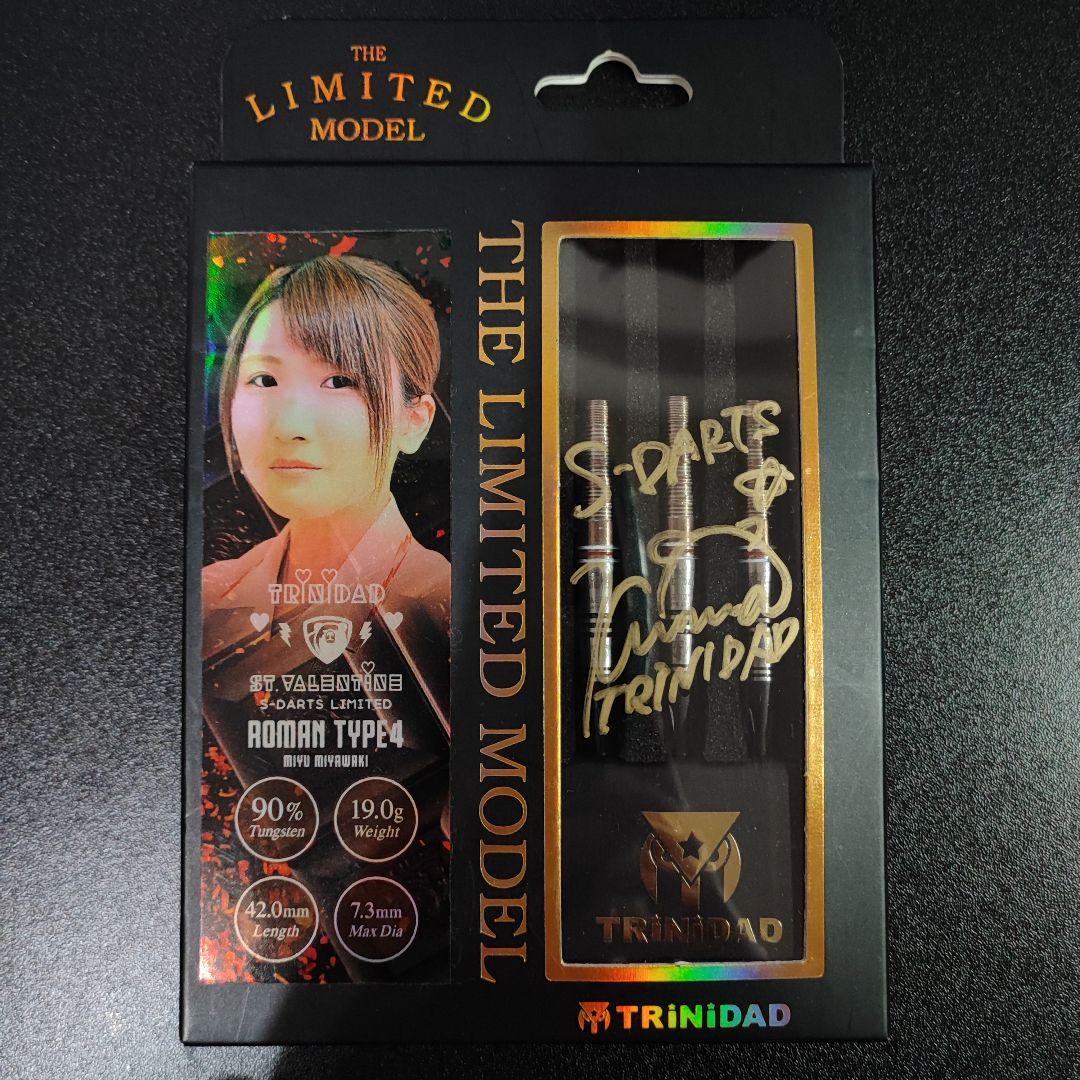 THE
LIMITED
MODEL
THE LIMITED MODEL
TRiNiDAD
ST. VALENTiNE
S-DARTS LIMITED
ROMAN TYPE4
MIYU MIYAWAKI
90%
Tungsten
19.0g
Weight
42.0mm
Length
7.3mm
Max Dia
S-DARTS
TRiNiDAD
TRiNiDAD
TRiNiDAD